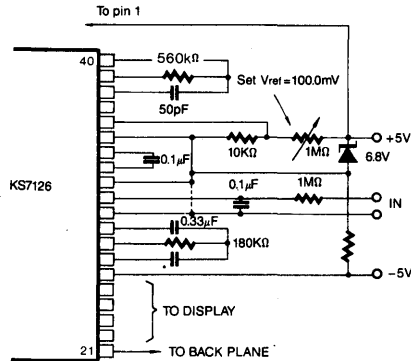 To pin 1
40
560kΩ
50pF
Set Vref=100.0mV
+5V
10KΩ
1MΩ
6.8V
0.1μF
KS7126
0.1μF
1MΩ
IN
0.33μF
180KΩ
−5V
TO DISPLAY
21
TO BACK PLANE